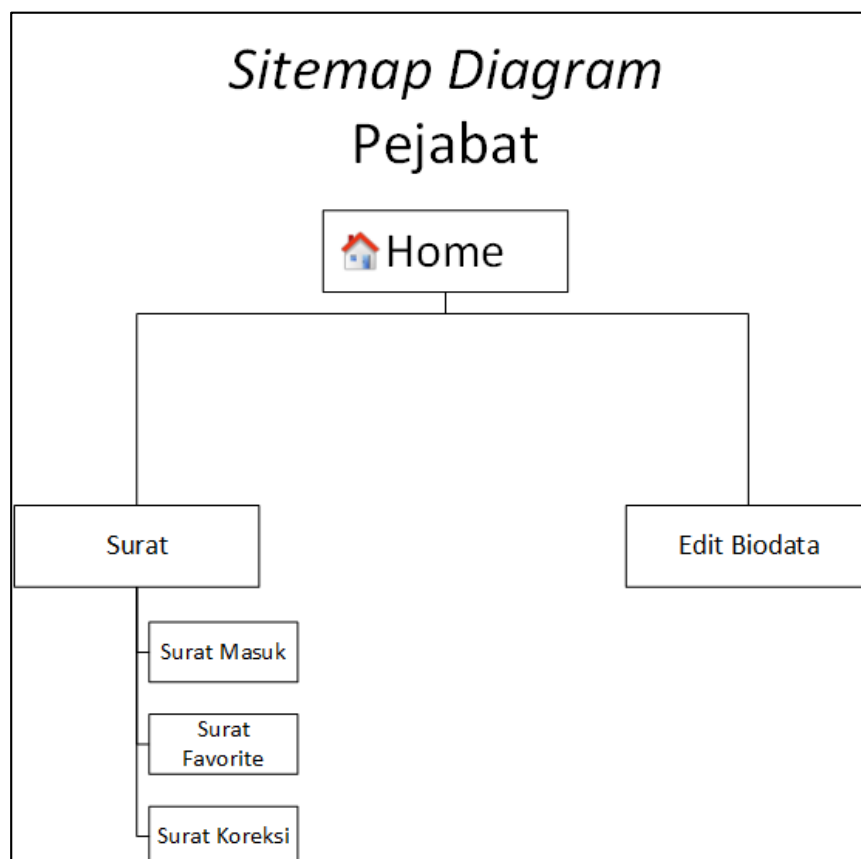 Sitemap Diagram
Pejabat
Home
Surat
Edit Biodata
Surat Masuk
Surat
Favorite
Surat Koreksi